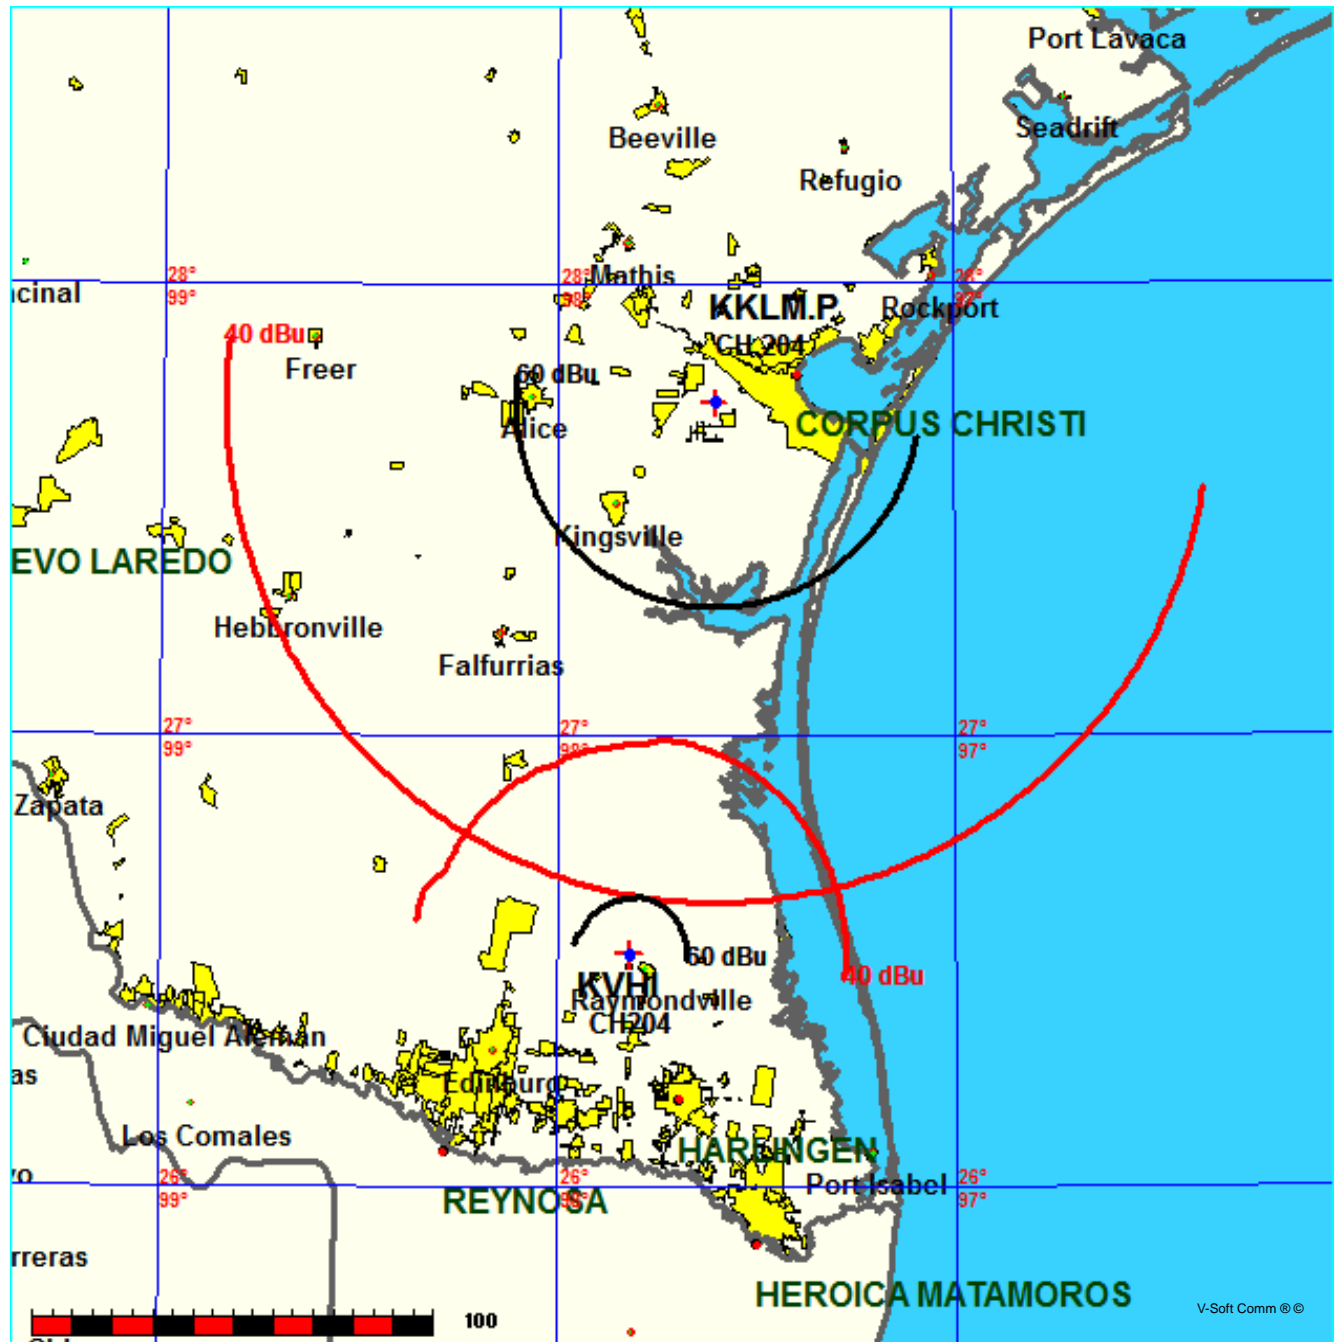 Port Lavaca
Seadrift
Beeville
Refugio
28°
99°
28°
98°
28°
97°
Mathis
KKLM.P
CH 204
Rockport
40 dBu
Freer
60 dBu
Alice
CORPUS CHRISTI
Kingsville
EVO LAREDO
Hebbronville
Falfurrias
27°
99°
27°
98°
27°
97°
Zapata
60 dBu
40 dBu
KVHI
Raymondville
CH204
Ciudad Miguel Aleman
as
Edinburg
Los Comales
HARLINGEN
26°
99°
26°
98°
26°
97°
Port Isabel
REYNOSA
rreras
HEROICA MATAMOROS
100
V-Soft Comm ® ©